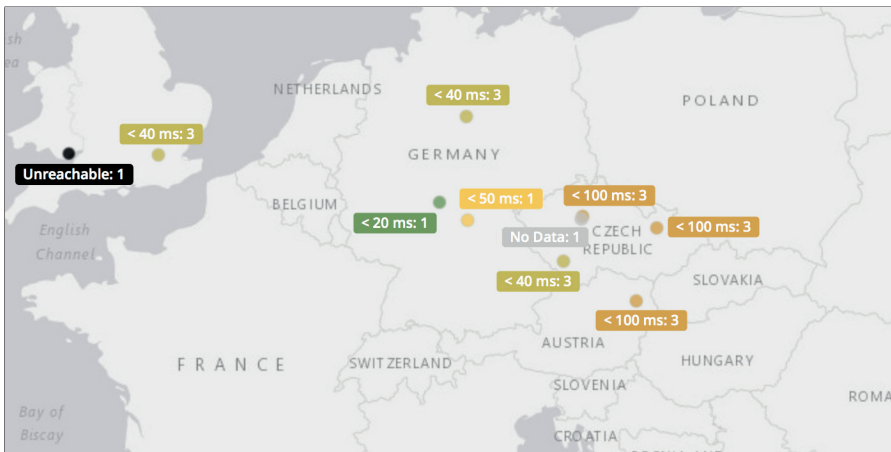 sh
ea
NETHERLANDS
< 40 ms: 3
POLAND
< 40 ms: 3
GERMANY
Unreachable: 1
BELGIUM
< 50 ms: 1
< 100 ms: 3
< 20 ms: 1
< 100 ms: 3
English
Channel
No Data: 1
CZECH
REPUBLIC
< 40 ms: 3
SLOVAKIA
< 100 ms: 3
AUSTRIA
FRANCE
SWITZERLAND
HUNGARY
SLOVENIA
ROMA
Bay of
Biscay
CROATIA